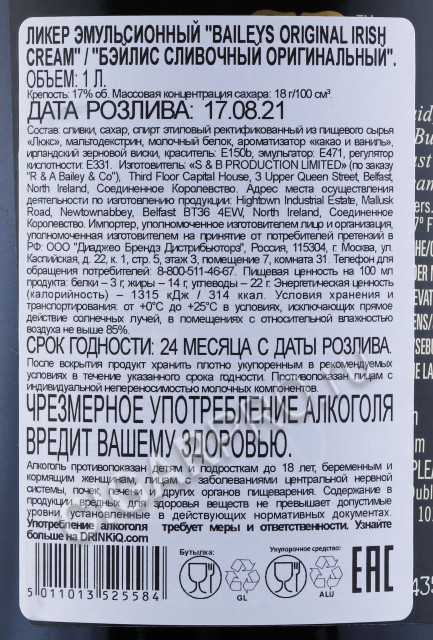 ЛИКЕР ЭМУЛЬСИОННЫЙ "BAILEYS ORIGINAL IRISH
CREAM" / "БЭЙЛИС СЛИВОЧНЫЙ ОРИГИНАЛЬНЫЙ".
ОБЪЕМ: 1 Л.
Крепость: 17% об. Массовая концентрация сахара: 18 г/100 см³.
ДАТА РОЗЛИВА: 17.08.21
Состав: сливки, сахар, спирт этиловый ректификованный из пищевого сырья
«Люкс», мальтодекстрин, молочный белок, ароматизатор «какао и ваниль»,
ирландский зерновой виски, краситель: E150b, эмульгатор: E471, регулятор
кислотности: E331. Изготовитель: «S & B PRODUCTION LIMITED» (по заказу
"R & A Bailey & Co"), Third Floor Capital House, 3 Upper Queen Street, Belfast,
North Ireland, Соединенное Королевство. Адрес места осуществления
деятельности по изготовлению продукции: Hightown Industrial Estate, Mallusk
Road, Newtownabbey, Belfast BT36 4EW, North Ireland, Соединенное
Королевство. Импортер, уполномоченное изготовителем лицо и организация,
уполномоченная изготовителем на принятие от потребителей претензий в
РФ: ООО "Диаджео Брендз Дистрибьюторз", Россия, 115304, г. Москва, ул.
Каспийская, д. 22, к. 1, стр. 5, этаж 3, помещение 7, комната 31. Телефон для
обращения потребителей: 8-800-511-46-67. Пищевая ценность на 100 мл
продукта: белки – 3 г, жиры – 14 г, углеводы – 22 г. Энергетическая ценность
(калорийность) – 1315 кДж / 314 ккал. Условия хранения и
транспортирования: от +0°C до +25°C в условиях, исключающих прямое
действие солнечных лучей, в помещениях с относительной влажностью
воздуха не выше 85%.
СРОК ГОДНОСТИ: 24 МЕСЯЦА С ДАТЫ РОЗЛИВА.
После вскрытия продукт хранить плотно укупоренным в рекомендуемых
условиях в течение указанного срока годности. Противопоказан лицам с
индивидуальной непереносимостью молочных компонентов.
ЧРЕЗМЕРНОЕ УПОТРЕБЛЕНИЕ АЛКОГОЛЯ
ВРЕДИТ ВАШЕМУ ЗДОРОВЬЮ.
Алкоголь противопоказан детям и подросткам до 18 лет, беременным и
кормящим женщинам, лицам с заболеваниями центральной нервной
системы, почек, печени и других органов пищеварения. Содержание в
продукции вредных для здоровья веществ не превышает допустимые
уровни, установленные в действующих нормативных документах.
Употребление алкоголя требует меры и ответственности. Узнайте
больше на DRINKiQ.com
Бутылка:
Укупорочное средство:
GL
ALU
EAC
5 011013 525584